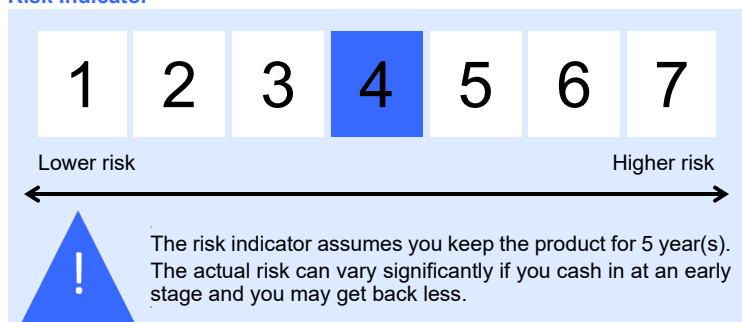 Risk Indicator
1 2 3 4 5 6 7
Lower risk Higher risk
!
The risk indicator assumes you keep the product for 5 year(s).
The actual risk can vary significantly if you cash in at an early
stage and you may get back less.